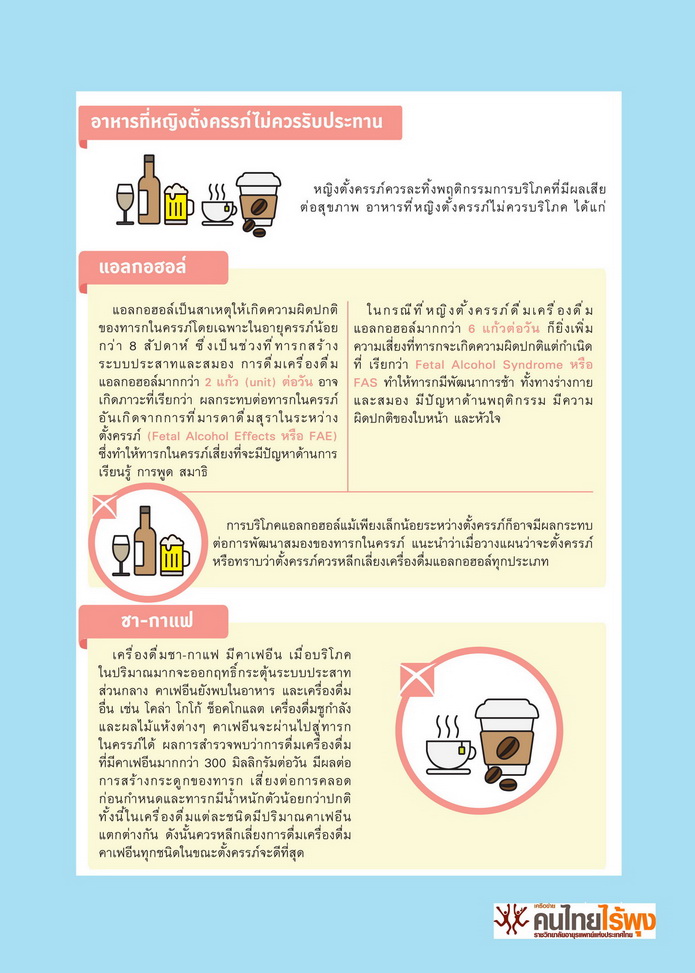 อาหารที่หญิงตั้งครรภ์ไม่ควรรับประทาน
หญิงตั้งครรภ์ควรละทิ้งพฤติกรรมการบริโภคที่มีผลเสีย
ต่อสุขภาพ อาหารที่หญิงตั้งครรภ์ไม่ควรบริโภค ได้แก่
แอลกอฮอล์
แอลกอฮอล์เป็นสาเหตุให้เกิดความผิดปกติ
ของทารกในครรภ์โดยเฉพาะในอายุครรภ์น้อย
กว่า 8 สัปดาห์ ซึ่งเป็นช่วงที่ทารกสร้าง
ระบบประสาทและสมอง การดื่มเครื่องดื่ม
แอลกอฮอล์มากกว่า 2 แก้ว (unit) ต่อวัน อาจ
เกิดภาวะที่เรียกว่า ผลกระทบต่อทารกในครรภ์
อันเกิดจากการที่มารดาดื่มสุราในระหว่าง
ตั้งครรภ์ (Fetal Alcohol Effects หรือ FAE)
ซึ่งทำให้ทารกในครรภ์เสี่ยงที่จะมีปัญหาด้านการ
เรียนรู้ การพูด สมาธิ
ในกรณีที่หญิงตั้งครรภ์ดื่มเครื่องดื่ม
แอลกอฮอล์มากกว่า 6 แก้วต่อวัน ก็ยิ่งเพิ่ม
ความเสี่ยงที่ทารกจะเกิดความผิดปกติแต่กำเนิด
ที่ เรียกว่า Fetal Alcohol Syndrome หรือ
FAS ทำให้ทารกมีพัฒนาการช้า ทั้งทางร่างกาย
และสมอง มีปัญหาด้านพฤติกรรม มีความ
ผิดปกติของใบหน้า และหัวใจ
การบริโภคแอลกอฮอล์แม้เพียงเล็กน้อยระหว่างตั้งครรภ์ก็อาจมีผลกระทบ
ต่อการพัฒนาสมองของทารกในครรภ์ แนะนำว่าเมื่อวางแผนว่าจะตั้งครรภ์
หรือทราบว่าตั้งครรภ์ควรหลีกเลี่ยงเครื่องดื่มแอลกอฮอล์ทุกประเภท
ชา-กาแฟ
เครื่องดื่มชา-กาแฟ มีคาเฟอีน เมื่อบริโภค
ในปริมาณมากจะออกฤทธิ์กระตุ้นระบบประสาท
ส่วนกลาง คาเฟอีนยังพบในอาหาร และเครื่องดื่ม
อื่น เช่น โคล่า โกโก้ ช็อคโกแลต เครื่องดื่มชูกำลัง
และผลไม้แห้งต่างๆ คาเฟอีนจะผ่านไปสู่ทารก
ในครรภ์ได้ ผลการสำรวจพบว่าการดื่มเครื่องดื่ม
ที่มีคาเฟอีนมากกว่า 300 มิลลิกรัมต่อวัน มีผลต่อ
การสร้างกระดูกของทารก เสี่ยงต่อการคลอด
ก่อนกำหนดและทารกมีน้ำหนักตัวน้อยกว่าปกติ
ทั้งนี้ในเครื่องดื่มแต่ละชนิดมีปริมาณคาเฟอีน
แตกต่างกัน ดังนั้นควรหลีกเลี่ยงการดื่มเครื่องดื่ม
คาเฟอีนทุกชนิดในขณะตั้งครรภ์จะดีที่สุด
เครือข่าย
คนไทยไร้พุง
ราชวิทยาลัยอายุรแพทย์แห่งประเทศไทย